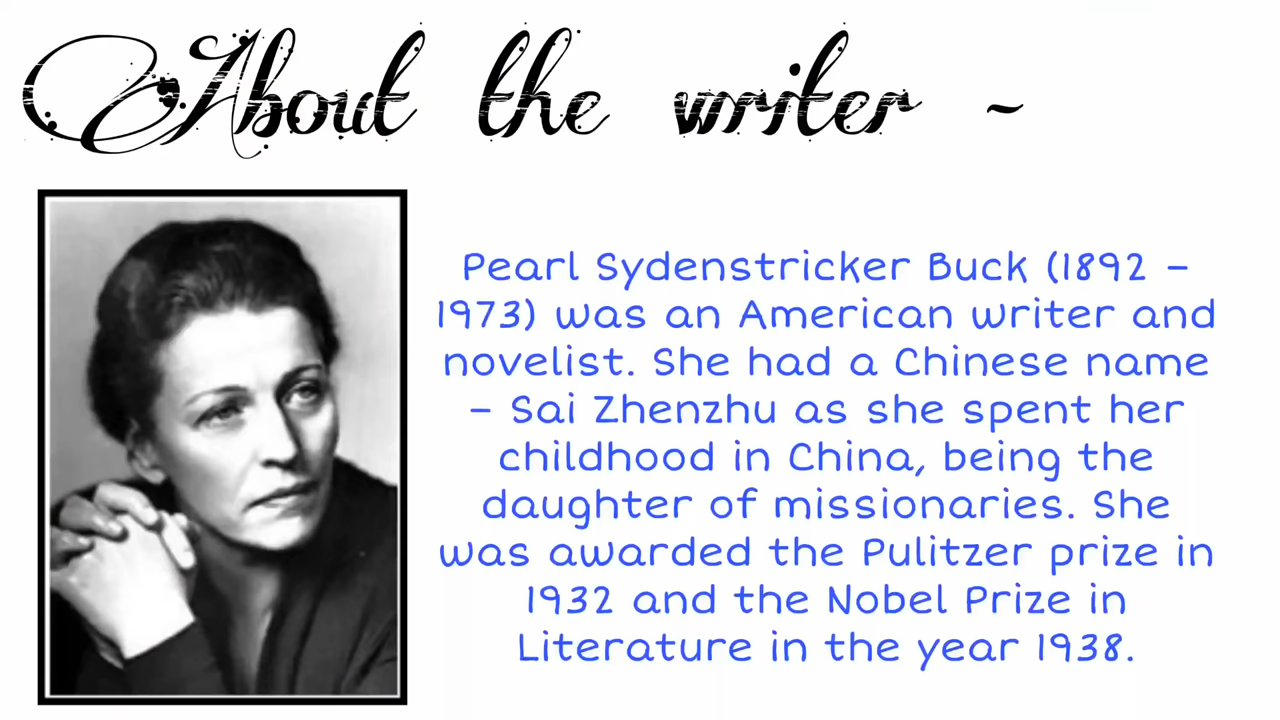 About the writer ~
Pearl Sydenstricker Buck (1892 –
1973) was an American writer and
novelist. She had a Chinese name
– Sai Zhenzhu as she spent her
childhood in China, being the
daughter of missionaries. She
was awarded the Pulitzer prize in
1932 and the Nobel Prize in
Literature in the year 1938.